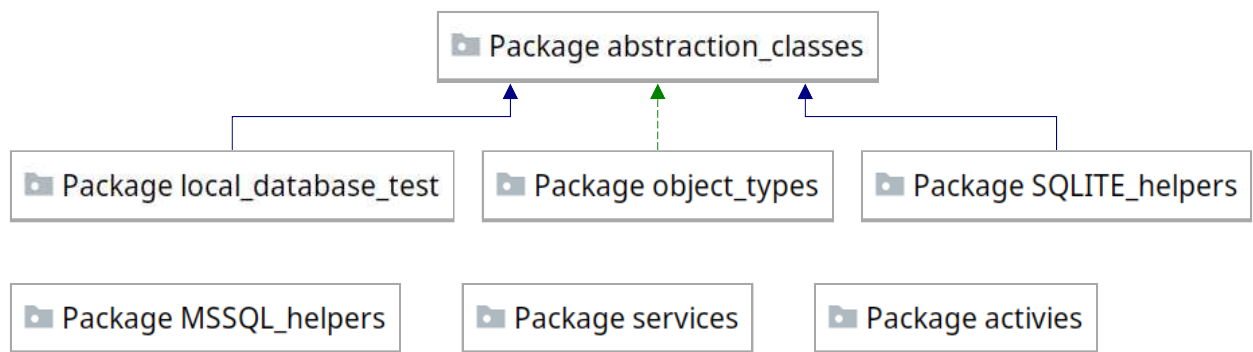 Package abstraction_classes
Package local_database_test
Package object_types
Package SQLITE_helpers
Package MSSQL_helpers
Package services
Package activies